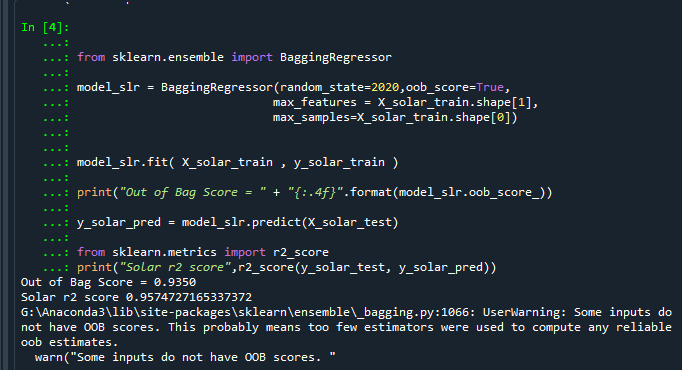 In [4]:
...:
...: from sklearn.ensemble import BaggingRegressor
...:
...: model_slr = BaggingRegressor(random_state=2020,oob_score=True,
...: max_features = X_solar_train.shape[1],
...: max_samples=X_solar_train.shape[0])
...:
...:
...: model_slr.fit( X_solar_train , y_solar_train )
...:
...: print("Out of Bag Score = " + "{:.4f}".format(model_slr.oob_score_))
...:
...: y_solar_pred = model_slr.predict(X_solar_test)
...:
...: from sklearn.metrics import r2_score
...: print("Solar r2 score",r2_score(y_solar_test, y_solar_pred))
Out of Bag Score = 0.9350
Solar r2 score 0.9574727165337372
G:\Anaconda3\lib\site-packages\sklearn\ensemble\_bagging.py:1066: UserWarning: Some inputs do
not have OOB scores. This probably means too few estimators were used to compute any reliable
oob estimates.
warn("Some inputs do not have OOB scores. "